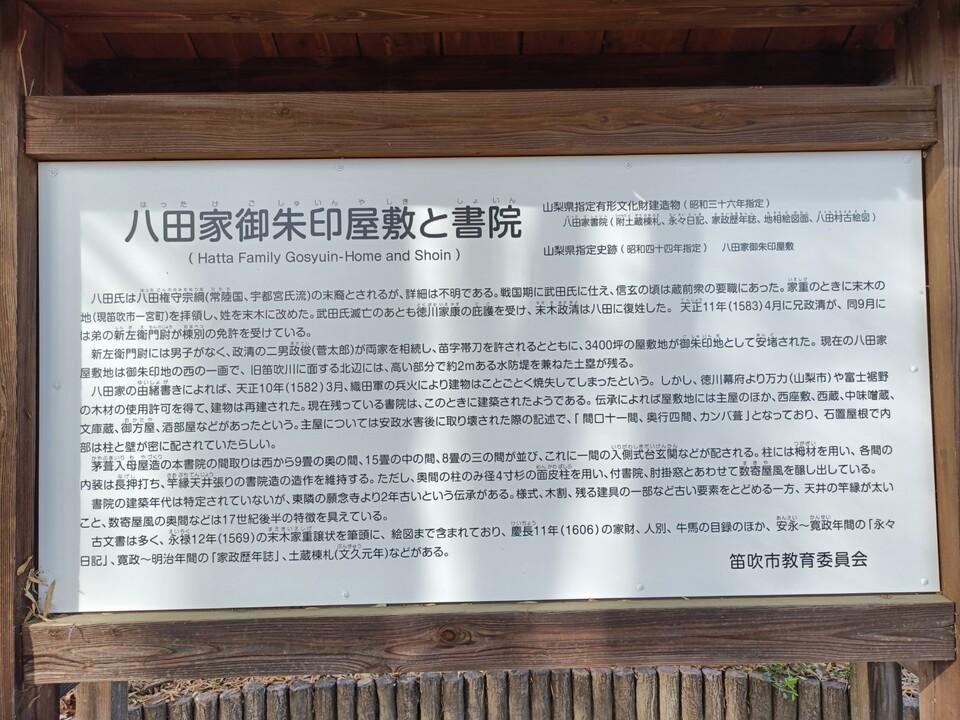 はったけごしゅいんやしき しょいん
八田家御朱印屋敷と書院
( Hatta Family Gosyuin-Home and Shoin )
山梨県指定有形文化財建造物(昭和三十六年指定)
八田家書院(附土蔵棟札、永々日記、家政歴年誌、地相絵図面、八田村古絵図)
山梨県指定史跡(昭和四十四年指定) 八田家御朱印屋敷
八田氏は八田権守宗綱(常陸国、宇都宮氏流)の末裔とされるが、詳細は不明である。戦国期に武田氏に仕え、信玄の頃は蔵前衆の要職にあった。家重のときに末木の
地(現笛吹市一宮町)を拝領し、姓を末木に改めた。武田氏滅亡のあとも徳川家康の庇護を受け、末木政清は八田に復姓した。 天正11年(1583)4月に兄政清が、同9月に
は弟の新左衛門尉が棟別の免許を受けている。
新左衛門尉には男子がなく、政清の二男政俊(菅太郎)が両家を相続し、苗字帯刀を許されるとともに、3400坪の屋敷地が御朱印地として安堵された。現在の八田家
屋敷地は御朱印地の西の一画で、旧笛吹川に面する北辺には、高い部分で約2mある水防堤を兼ねた土塁が残る。
八田家の由緒書きによれば、天正10年(1582)3月、織田軍の兵火により建物はことごとく焼失してしまったという。しかし、徳川幕府より万力(山梨市)や富士裾野
の木材の使用許可を得て、建物は再建された。現在残っている書院は、このときに建築されたようである。伝承によれば屋敷地には主屋のほか、西座敷、西蔵、中味噌蔵、
文庫蔵、御方屋、酒部屋などがあったという。主屋については安政水害後に取り壊された際の記述で、「間口十一間、奥行四間、カンバ葺」となっており、石置屋根で内
部は柱と壁が密に配されていたらしい。
茅葺入母屋造の本書院の間取りは西から9畳の奥の間、15畳の中の間、8畳の三の間が並び、これに一間の入側式台玄関などが配される。柱には栂材を用い、各間の
内装は長押打ち、竿縁天井張りの書院造の造作を維持する。ただし、奥間の柱のみ径4寸杉の面皮柱を用い、付書院、肘掛窓とあわせて数寄屋風を醸し出している。
書院の建築年代は特定されていないが、東隣の願念寺より2年古いという伝承がある。様式、木割、残る建具の一部など古い要素をとどめる一方、天井の竿縁が太い
こと、数寄屋風の奥間などは17世紀後半の特徴を具えている。
古文書は多く、永禄12年(1569)の末木家重譲状を筆頭に、絵図まで含まれており、慶長11年(1606)の家財、人別、牛馬の目録のほか、安永〜寛政年間の「永々
日記」、寛政〜明治年間の「家政歴年誌」、土蔵棟札(文久元年)などがある。
笛吹市教育委員会